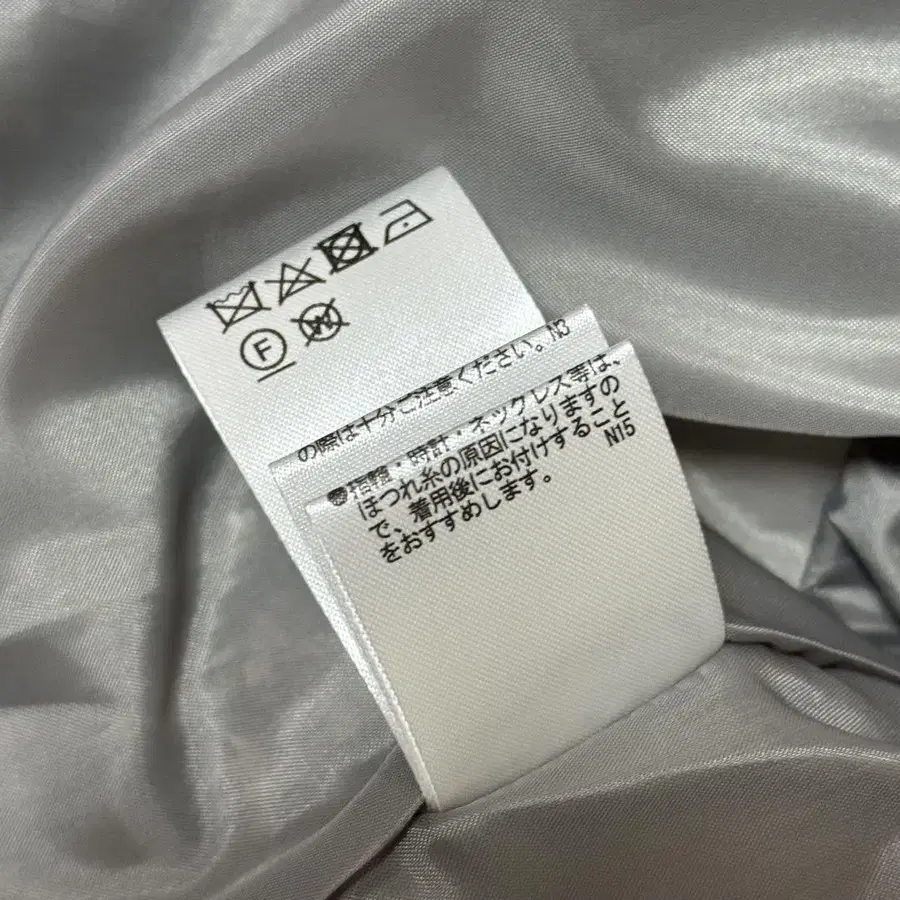 F
W
の際は十分ご注意ください。N3
●指輪・時計・ネックレス等は、
ほつれ糸の原因になりますの
で、着用後にお付けすること
をおすすめします。
N15